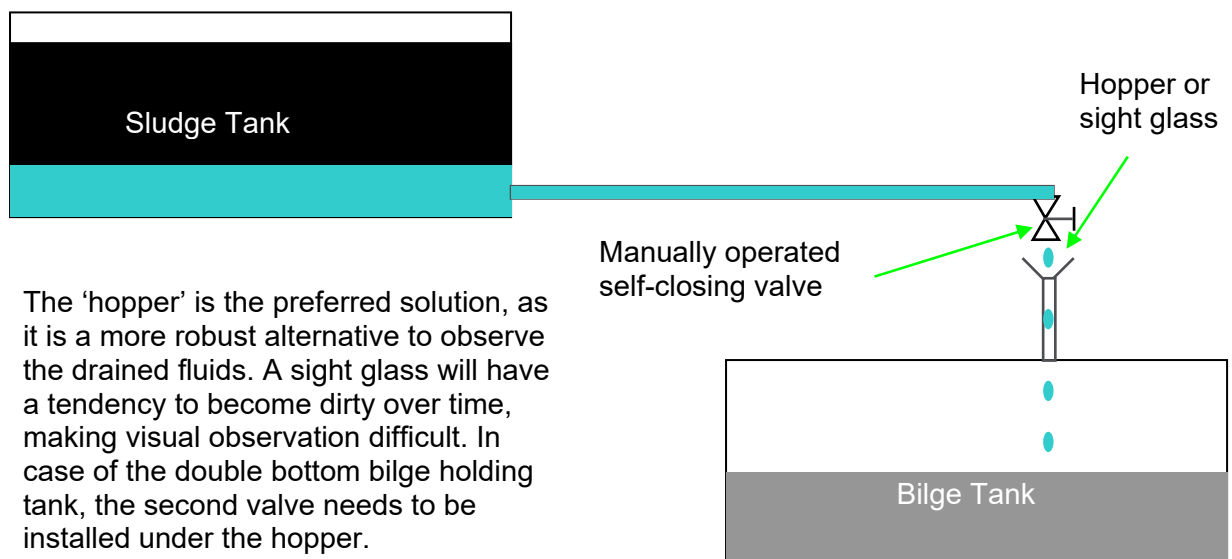 Sludge Tank
Hopper or
sight glass
Manually operated
self-closing valve
The ‘hopper’ is the preferred solution, as
it is a more robust alternative to observe
the drained fluids. A sight glass will have
a tendency to become dirty over time,
making visual observation difficult. In
case of the double bottom bilge holding
tank, the second valve needs to be
installed under the hopper.
Bilge Tank